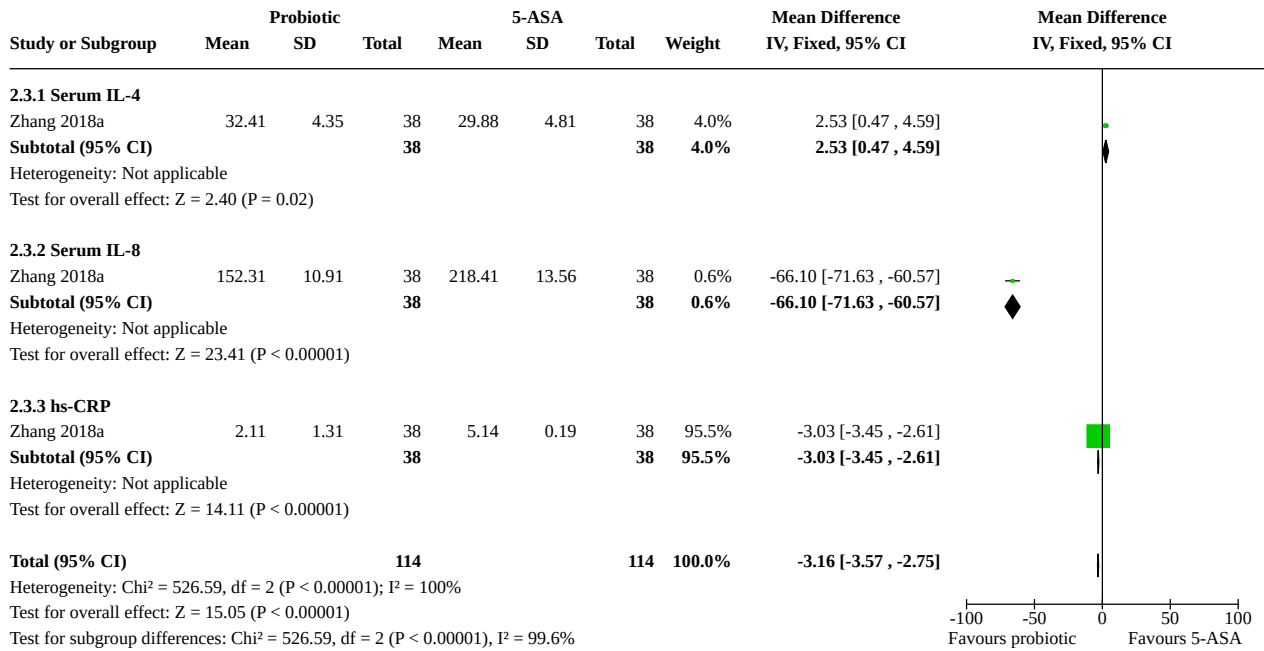 Probiotic 5-ASA Mean Difference Mean Difference
Study or Subgroup Mean SD Total Mean SD Total Weight IV, Fixed, 95% CI IV, Fixed, 95% CI
2.3.1 Serum IL-4
Zhang 2018a 32.41 4.35 38 29.88 4.81 38 4.0% 2.53 [0.47 , 4.59]
Subtotal (95% CI) 38 38 4.0% 2.53 [0.47 , 4.59]
Heterogeneity: Not applicable
Test for overall effect: Z = 2.40 (P = 0.02)
2.3.2 Serum IL-8
Zhang 2018a 152.31 10.91 38 218.41 13.56 38 0.6% -66.10 [-71.63 , -60.57]
Subtotal (95% CI) 38 38 0.6% -66.10 [-71.63 , -60.57]
Heterogeneity: Not applicable
Test for overall effect: Z = 23.41 (P < 0.00001)
2.3.3 hs-CRP
Zhang 2018a 2.11 1.31 38 5.14 0.19 38 95.5% -3.03 [-3.45 , -2.61]
Subtotal (95% CI) 38 38 95.5% -3.03 [-3.45 , -2.61]
Heterogeneity: Not applicable
Test for overall effect: Z = 14.11 (P < 0.00001)
Total (95% CI) 114 114 100.0% -3.16 [-3.57 , -2.75]
Heterogeneity: Chi² = 526.59, df = 2 (P < 0.00001); I² = 100%
Test for overall effect: Z = 15.05 (P < 0.00001)
Test for subgroup differences: Chi² = 526.59, df = 2 (P < 0.00001), I² = 99.6%
-100 -50 0 50 100
Favours probiotic Favours 5-ASA